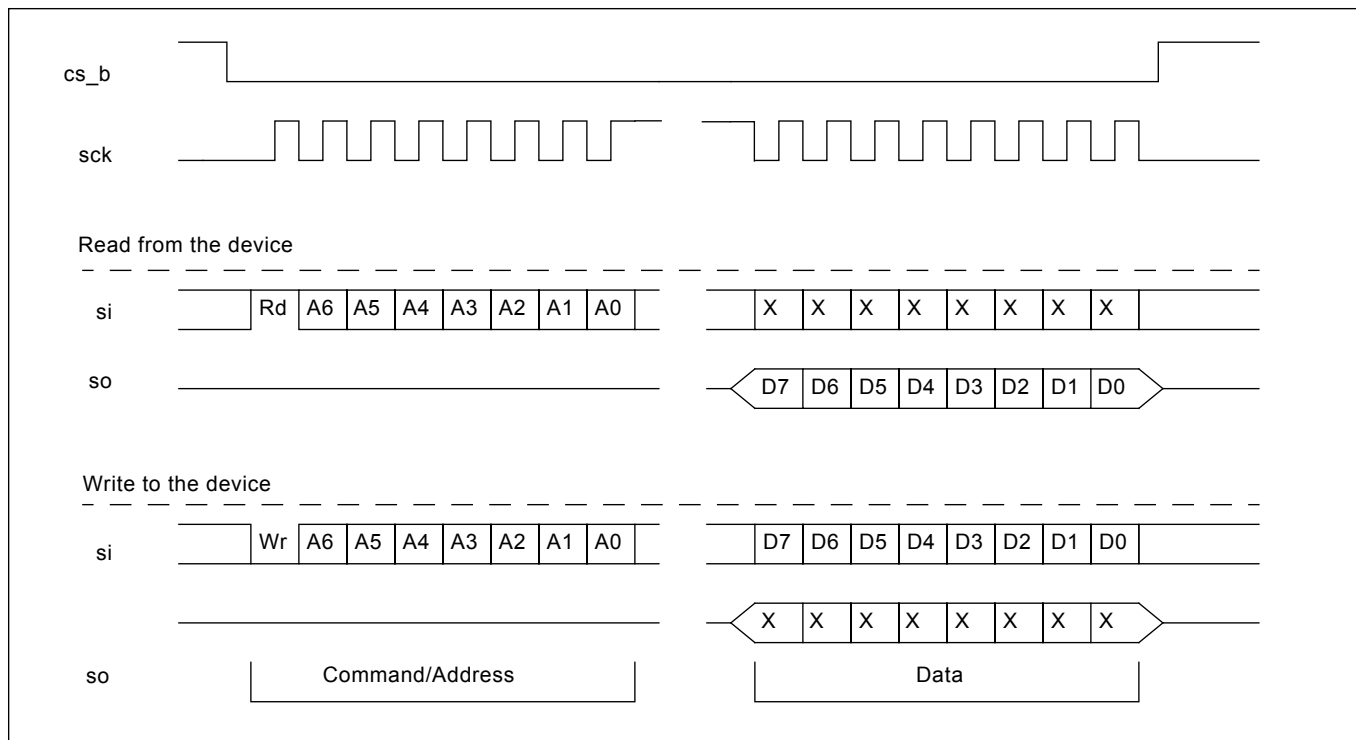 cs_b
sck
Read from the device
si Rd A6 A5 A4 A3 A2 A1 A0 X X X X X X X X
so D7 D6 D5 D4 D3 D2 D1 D0
Write to the device
si Wr A6 A5 A4 A3 A2 A1 A0 D7 D6 D5 D4 D3 D2 D1 D0
X X X X X X X X
so Command/Address Data